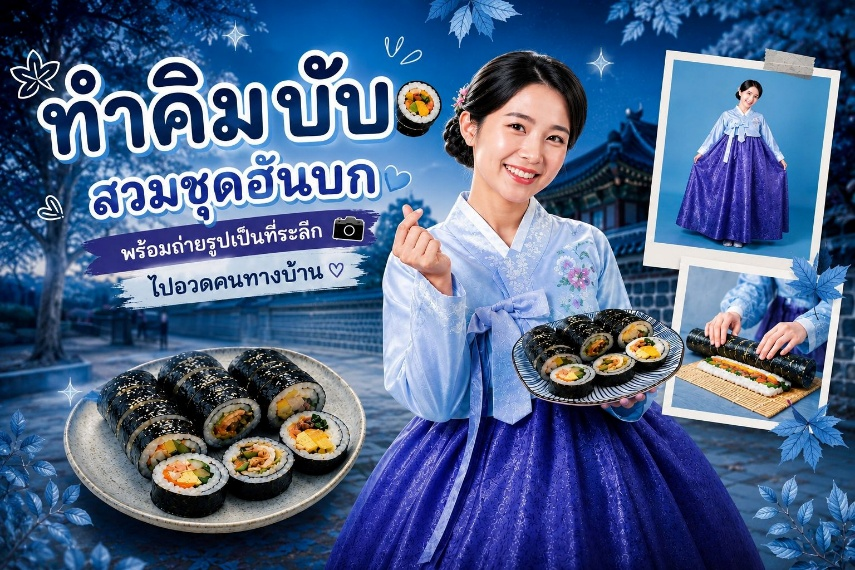 ทำคิมบับ
สวมชุดฮันบก
พร้อมถ่ายรูปเป็นที่ระลึก
ไปอวดคนทางบ้าน